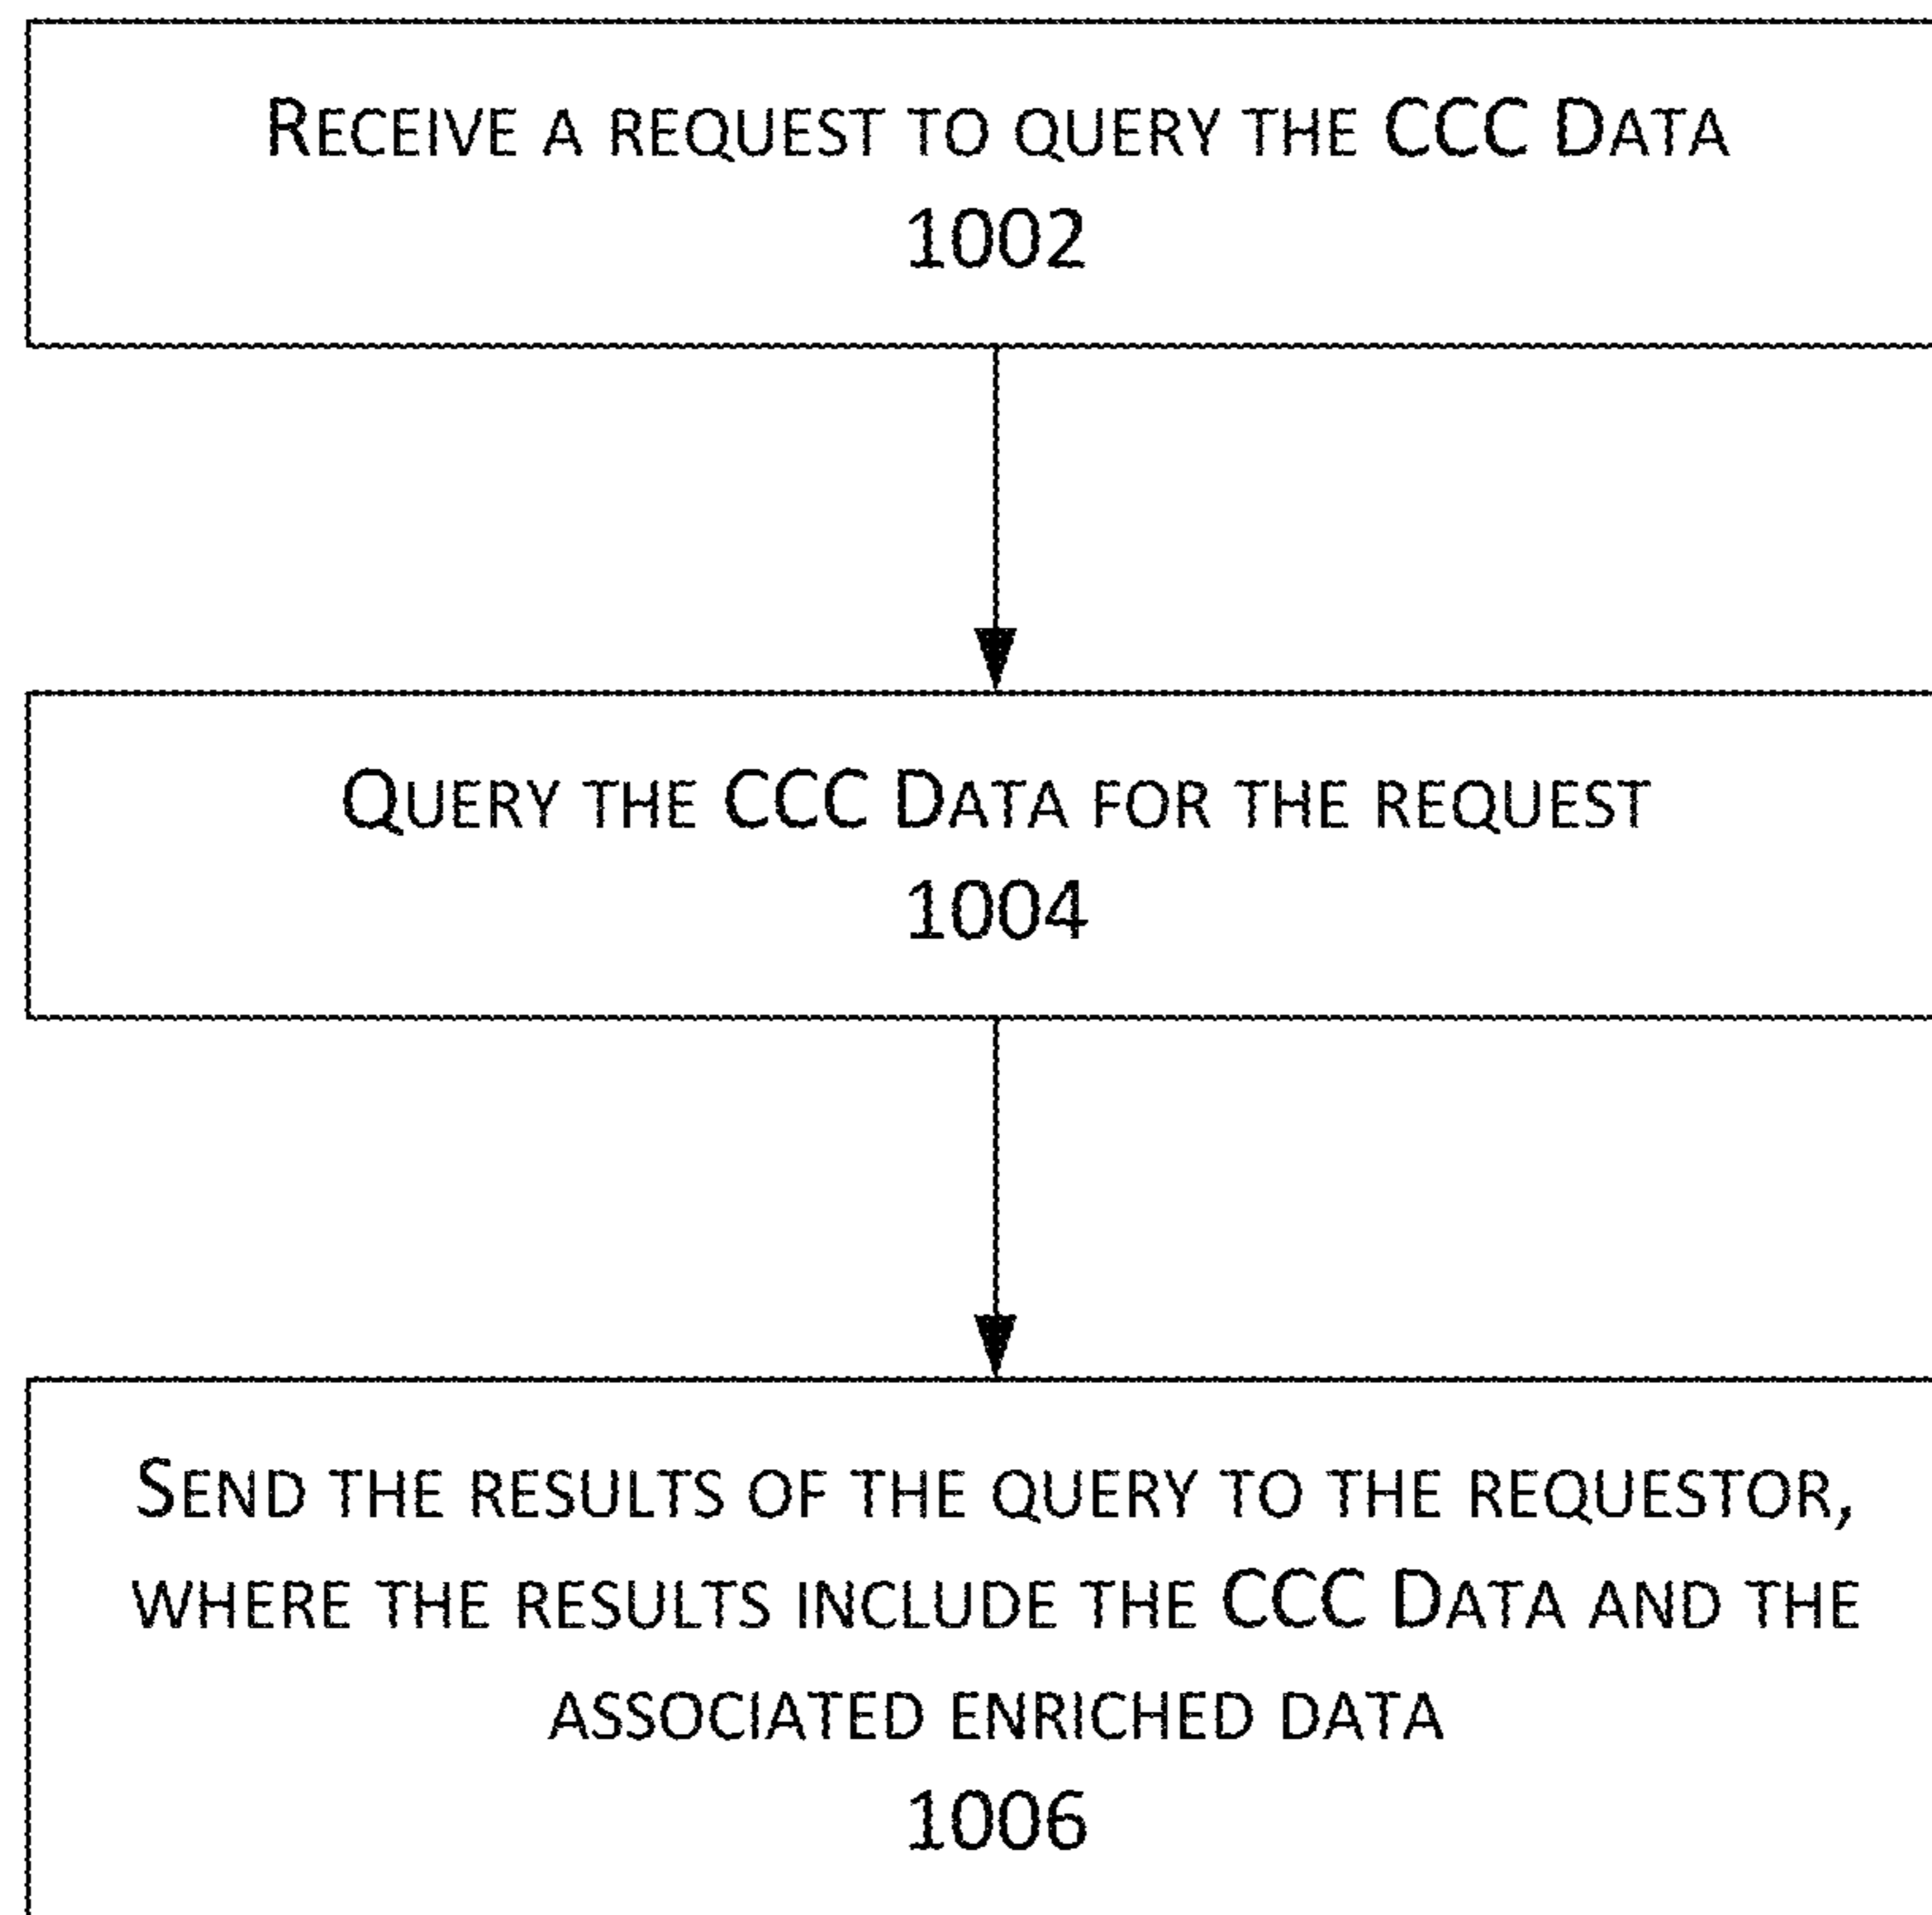 Receive a request to query the CCC Data
1002
Query the CCC Data for the request
1004
Send the results of the query to the requestor,
where the results include the CCC Data and the
associated enriched data
1006